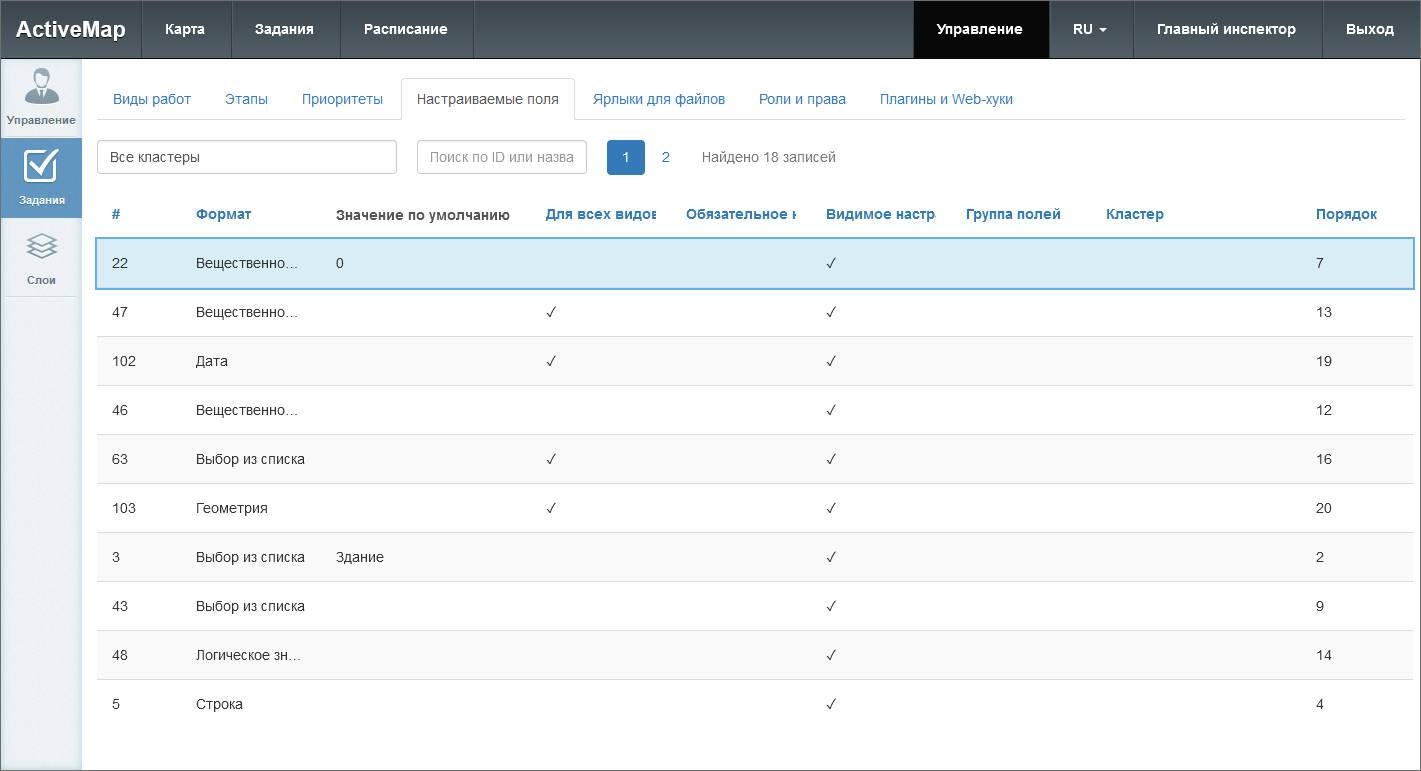 ActiveMap Карта Задания Расписание Управление RU Главный инспектор Выход
Управление
Задания
Слои
Виды работ Этапы Приоритеты Настраиваемые поля Ярлыки для файлов Роли и права Плагины и Web-хуки
Все кластеры Поиск по ID или назва 1 2 Найдено 18 записей
# Формат Значение по умолчанию Для всех видов Обязательное Видимое настр Группа полей Кластер Порядок
22 Вещественно... 0 ✓ 7
47 Вещественно... ✓ ✓ 13
102 Дата ✓ ✓ 19
46 Вещественно... ✓ 12
63 Выбор из списка ✓ ✓ 16
103 Геометрия ✓ ✓ 20
3 Выбор из списка Здание ✓ 2
43 Выбор из списка ✓ 9
48 Логическое зн... ✓ 14
5 Строка ✓ 4